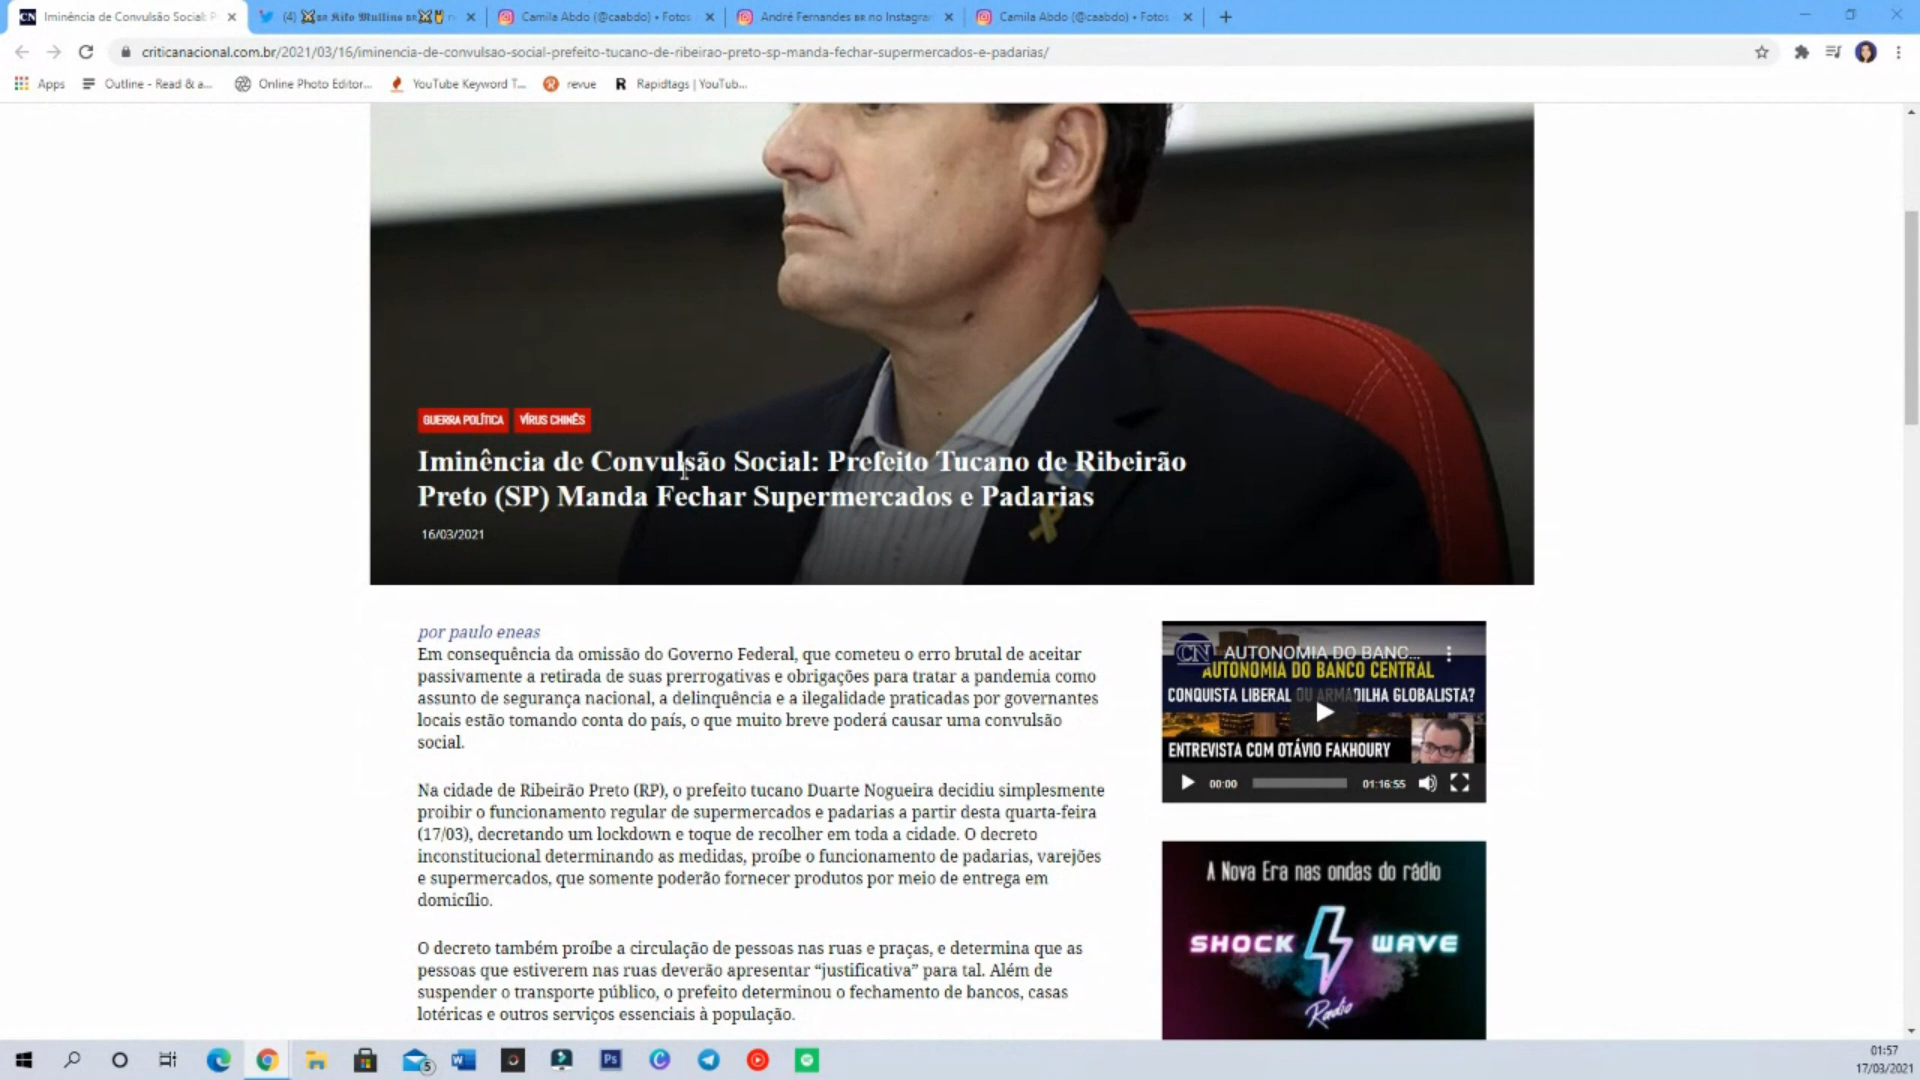 CN Iminência de Convulsão Social: P
(4) Kito Mullins BR
Camila Abdo (@caabdo) • Fotos
André Fernandes BR no Instagram
Camila Abdo (@caabdo) • Fotos
criticanacional.com.br/2021/03/16/iminencia-de-convulsao-social-prefeito-tucano-de-ribeirao-preto-sp-manda-fechar-supermercados-e-padarias/
Apps
Outline - Read & a...
Online Photo Editor...
YouTube Keyword T...
revue
R Rapidtags | YouTub...
GUERRA POLÍTICA VÍRUS CHINÊS
Iminência de Convulsão Social: Prefeito Tucano de Ribeirão
Preto (SP) Manda Fechar Supermercados e Padarias
16/03/2021
por paulo eneas
Em consequência da omissão do Governo Federal, que cometeu o erro brutal de aceitar
passivamente a retirada de suas prerrogativas e obrigações para tratar a pandemia como
assunto de segurança nacional, a delinquência e a ilegalidade praticadas por governantes
locais estão tomando conta do país, o que muito breve poderá causar uma convulsão
social.
Na cidade de Ribeirão Preto (RP), o prefeito tucano Duarte Nogueira decidiu simplesmente
proibir o funcionamento regular de supermercados e padarias a partir desta quarta-feira
(17/03), decretando um lockdown e toque de recolher em toda a cidade. O decreto
inconstitucional determinando as medidas, proíbe o funcionamento de padarias, varejões
e supermercados, que somente poderão fornecer produtos por meio de entrega em
domicílio.
O decreto também proíbe a circulação de pessoas nas ruas e praças, e determina que as
pessoas que estiverem nas ruas deverão apresentar “justificativa” para tal. Além de
suspender o transporte público, o prefeito determinou o fechamento de bancos, casas
lotéricas e outros serviços essenciais à população.
CN AUTONOMIA DO BANC...
AUTONOMIA DO BANCO CENTRAL
CONQUISTA LIBERAL OU ARMADILHA GLOBALISTA?
ENTREVISTA COM OTÁVIO FAKHOURY
00:00 01:16:55
A Nova Era nas ondas do rádio
SHOCK WAVE
Radio
5
W
Ps
C
01:57
17/03/2021